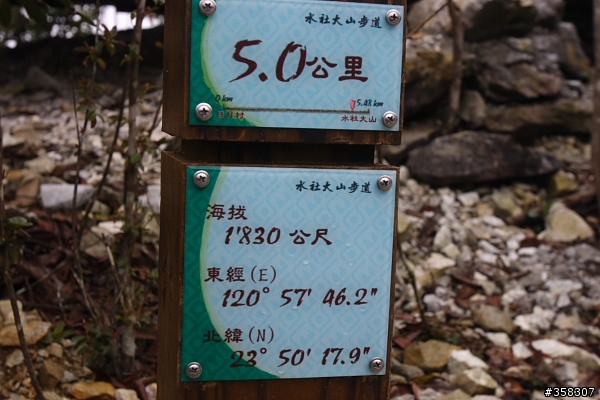 水社大山步道
5.0公里
0 km
5.48 km
水社大山
水社大山步道
海拔
1'830 公尺
東經(E)
120° 57' 46.2"
北緯(N)
23° 50' 17.9"
#358307